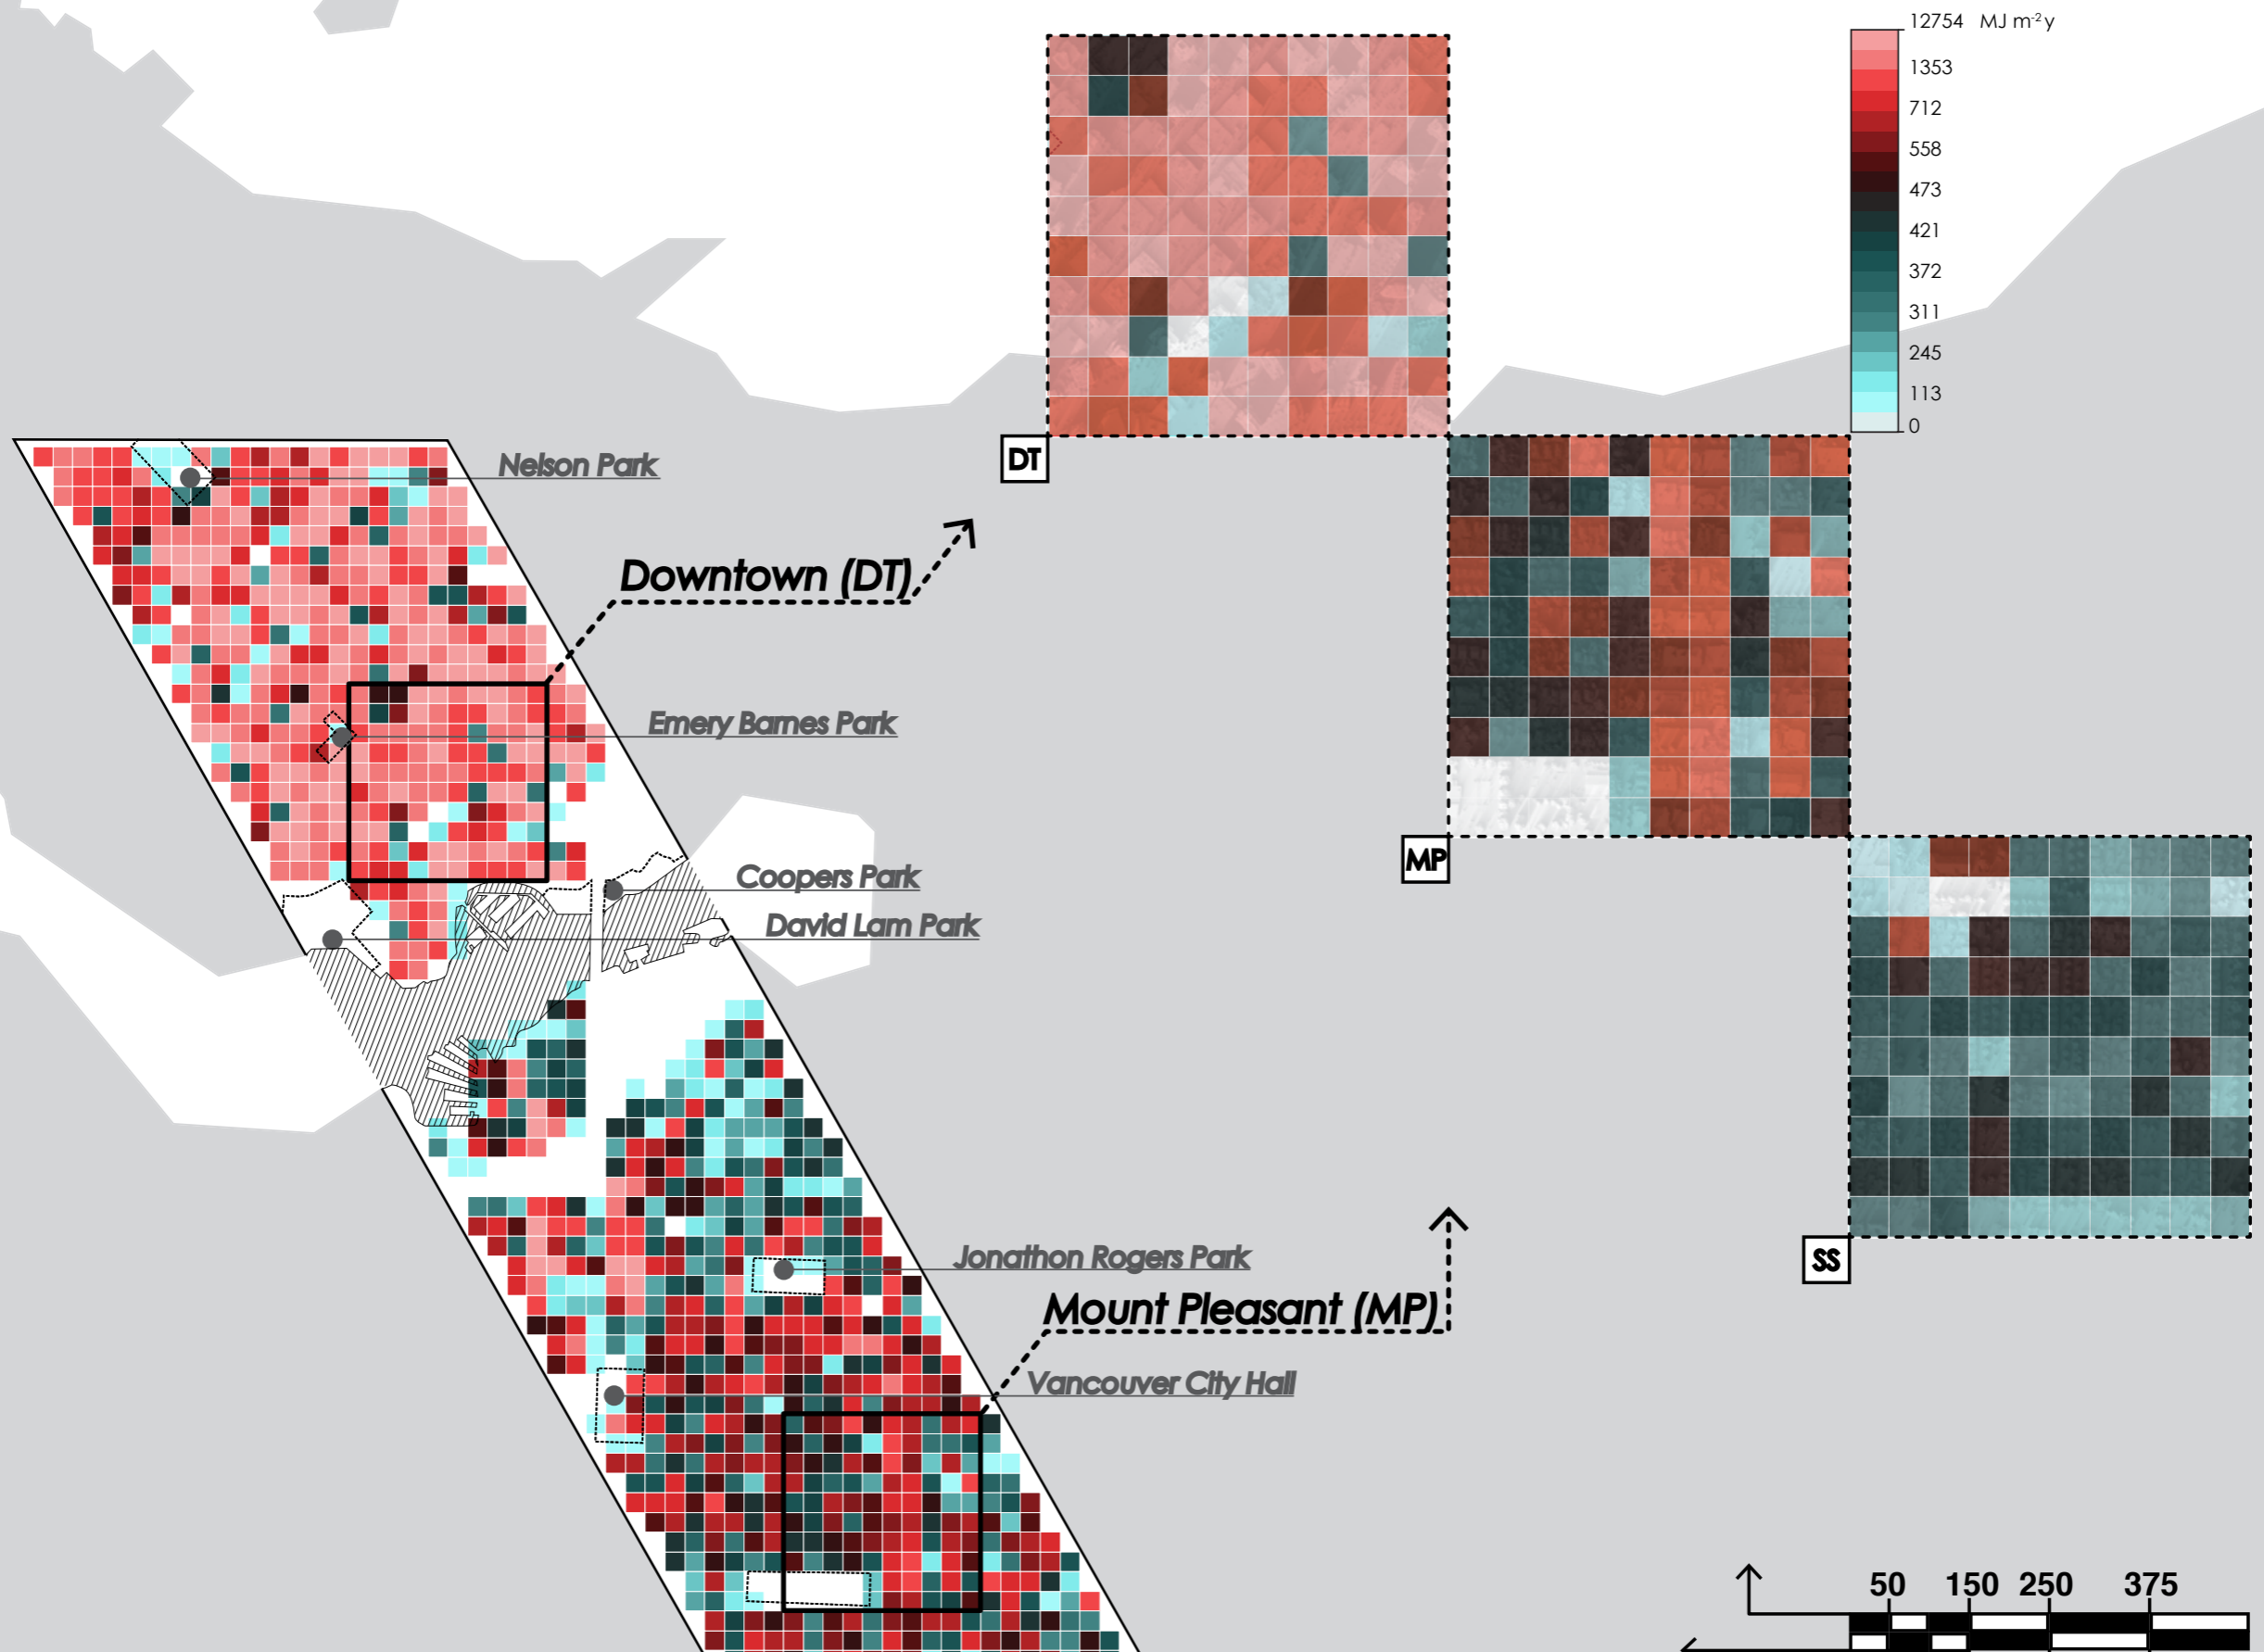 12754 MJ m-2 y
1353
712
558
473
421
372
311
245
113
0
DT
Nelson Park
Downtown (DT)
Emery Barnes Park
MP
Coopers Park
David Lam Park
SS
Jonathon Rogers Park
Mount Pleasant (MP)
Vancouver City Hall
50 150 250 375